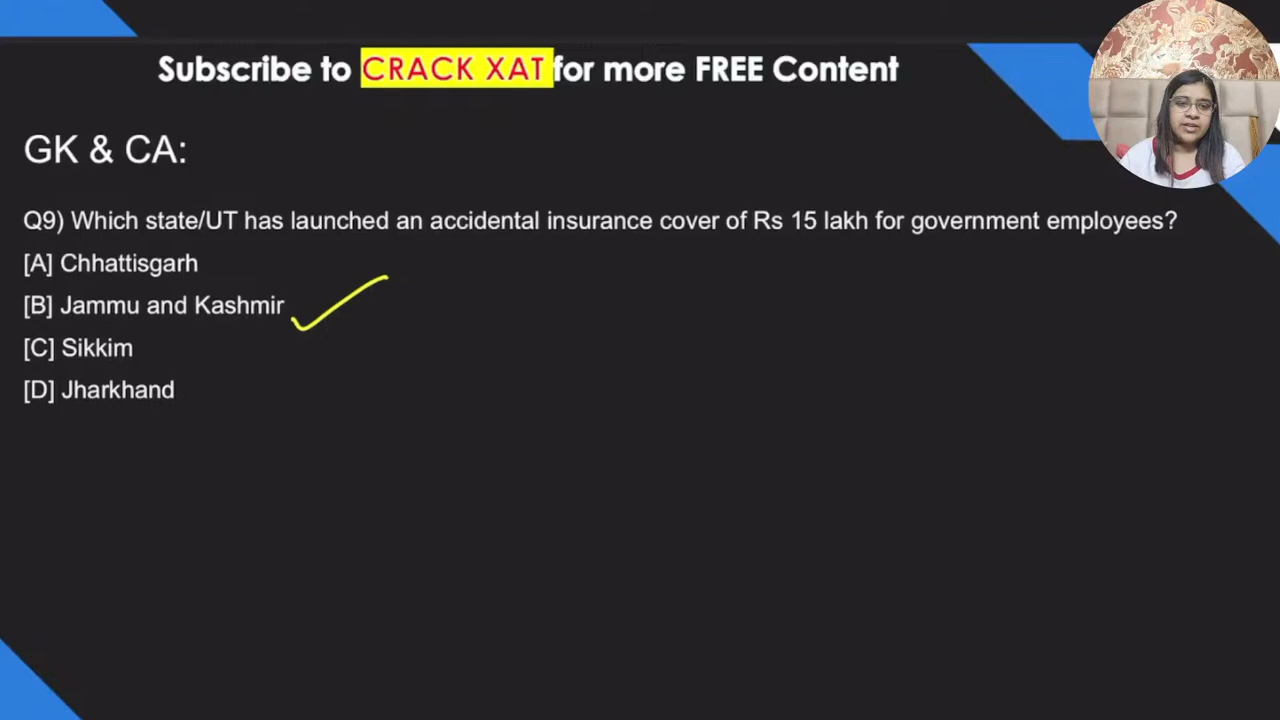 Subscribe to CRACK XAT for more FREE Content
GK & CA:
Q9) Which state/UT has launched an accidental insurance cover of Rs 15 lakh for government employees?
[A] Chhattisgarh
[B] Jammu and Kashmir
[C] Sikkim
[D] Jharkhand